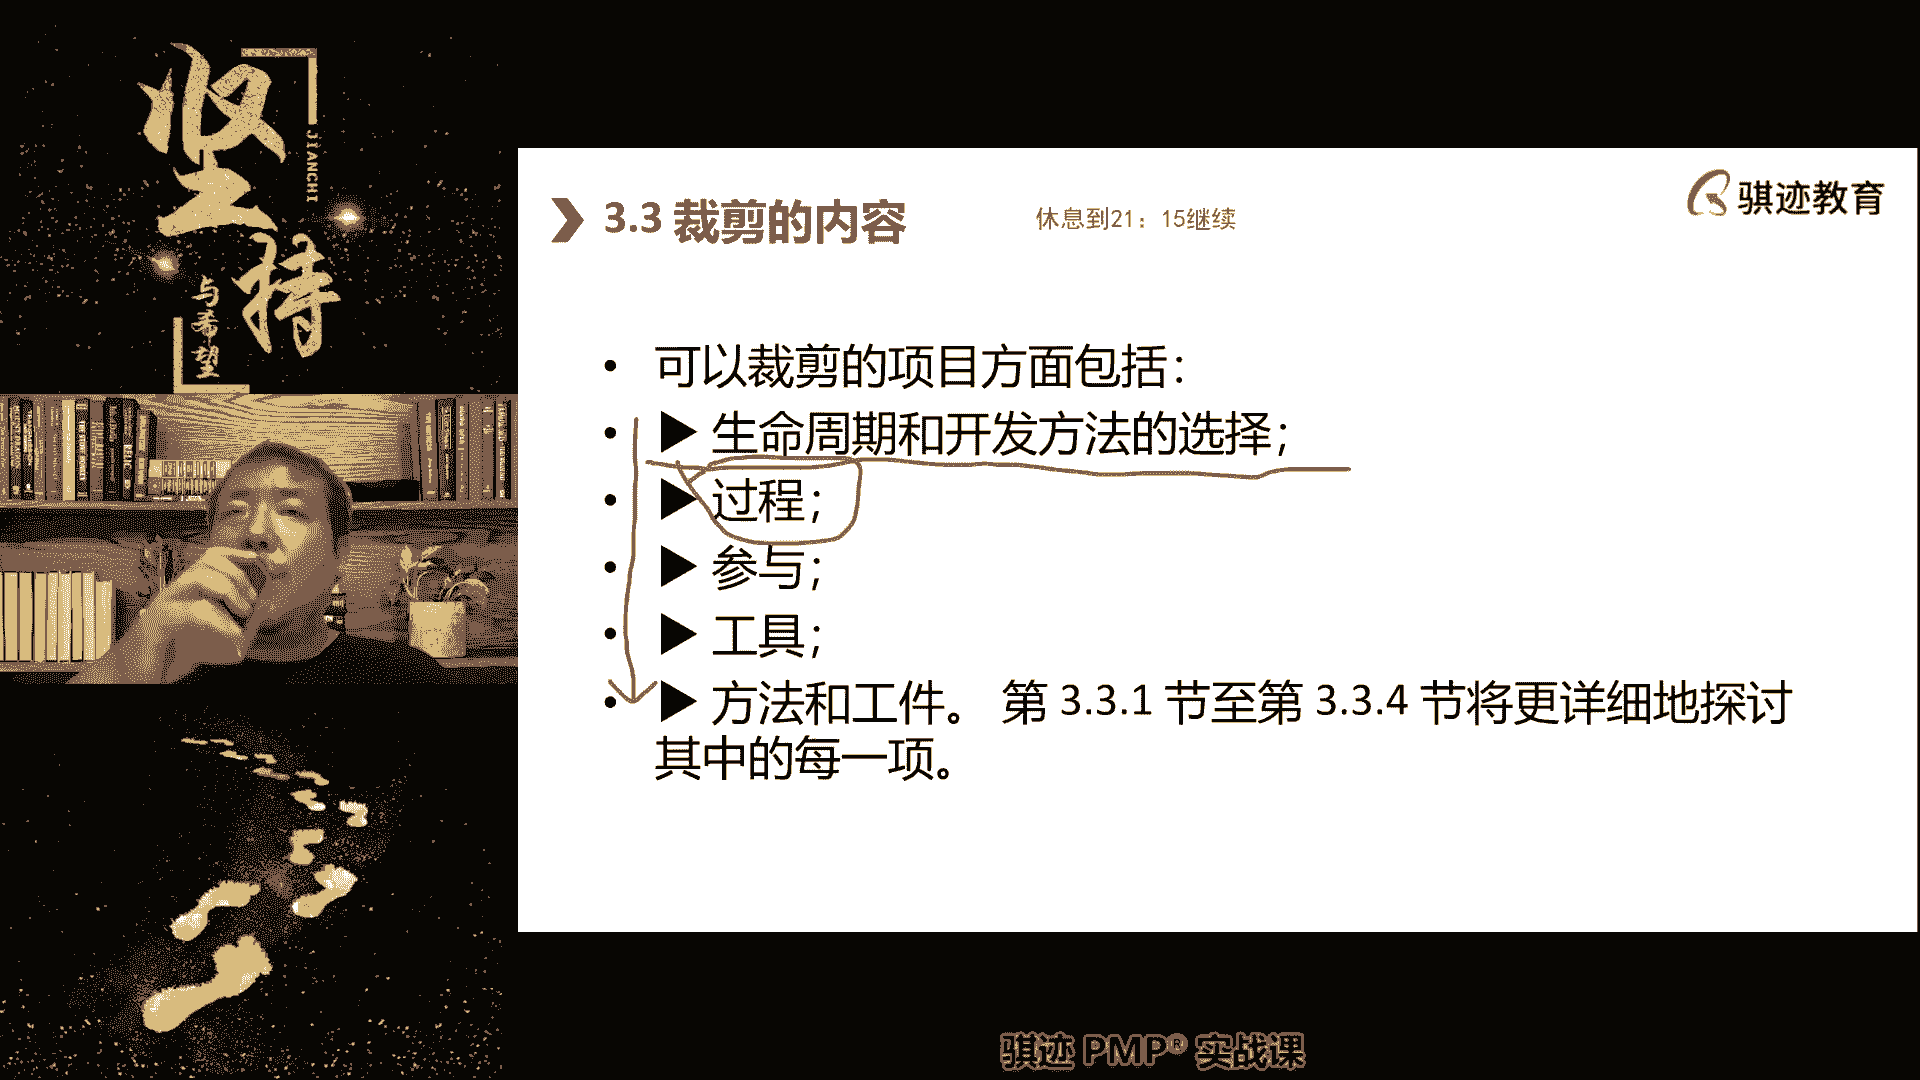 坚持
JIANCHI
与希望
骐迹教育
3.3 裁剪的内容
休息到21：15继续
• 可以裁剪的项目方面包括：
• ▶ 生命周期和开发方法的选择；
• ▶ 过程；
• ▶ 参与；
• ▶ 工具；
• ▶ 方法和工件。 第 3.3.1 节至第 3.3.4 节将更详细地探讨
其中的每一项。
骐迹 PMP® 实战课